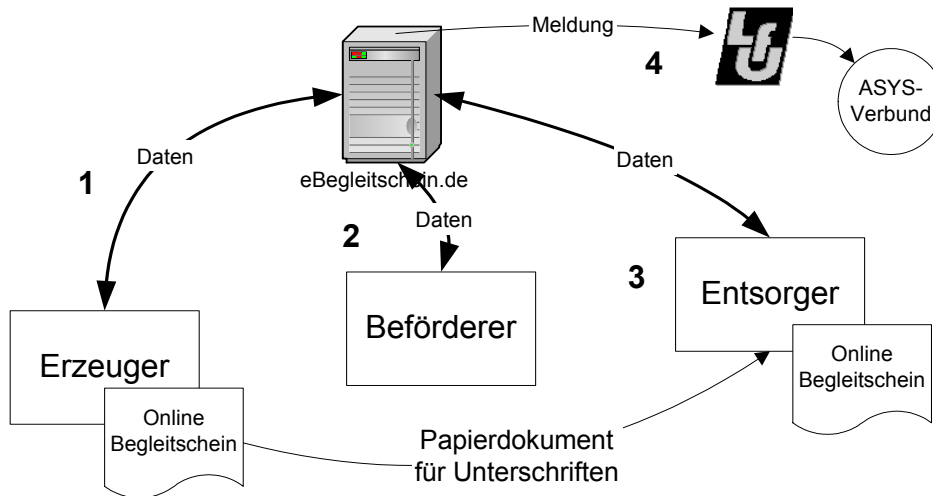 Meldung
4
LfU
ASYS-
Verbund
Daten
1
eBegleitschein.de
Daten
2
Daten
3
Erzeuger
Beförderer
Entsorger
Online
Begleitschein
Online
Begleitschein
Papierdokument
für Unterschriften